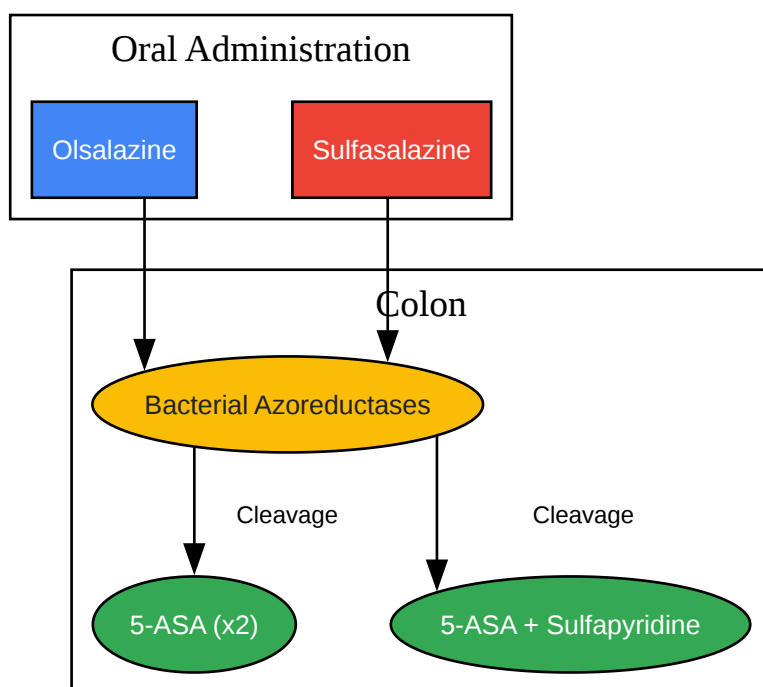 Oral Administration
Olsalazine
Sulfasalazine
Colon
Bacterial Azoreductases
Cleavage
Cleavage
5-ASA (x2)
5-ASA + Sulfapyridine